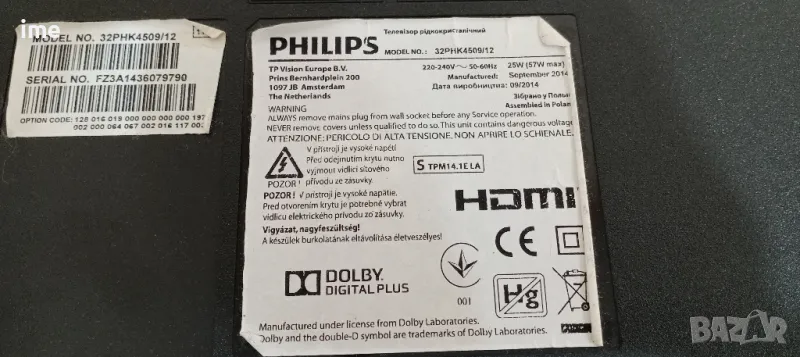 ime
MODEL NO. 32PHK4509/12
SERIAL NO. FZ3A1436079790
OPTION CODE: 128 016 019 000 000 000 000 197
002 000 064 067 002 016 117 00
PHILIPS
Телевізор рідкокристалічний
MODEL NO.: 32PHK4509/12
TP Vision Europe B.V.
Prins Bernhardplein 200
1097 JB Amsterdam
The Netherlands
220-240V~ 50-60Hz 25W (57W max)
Manufactured: September 2014
Дата виробництва: 09/2014
Зібрано у Польщ
Assembled in Polan
WARNING
ALWAYS remove mains plug from wall socket before any Service operation.
NEVER remove covers unless qualified to do so. This unit contains dangerous voltage
ATTENZIONE: PERICOLO DI ALTA TENSIONE, NON APRIRE LO SCHIENALE.
V přístroji je vysoké napětí
Před odejmutím krytu nutno
vyjmout vidlici síťového
POZOR! přívodu ze zásuvky.
S TPM14.1E LA
POZOR! V prístroji je vysoké napätie.
Pred otvorením krytu je potrebné vybrať
vidlicu elektrického prívodu zo zásuvky.
Vigyázat, nagyfeszültség!
A készülek burkolatának eltávolítása életveszélyes!
HDMI
CE
001
Hg
DOLBY
DIGITAL PLUS
Manufactured under license from Dolby Laboratories.
Dolby and the double-D symbol are trademarks of Dolby Laboratories.
BAZAR